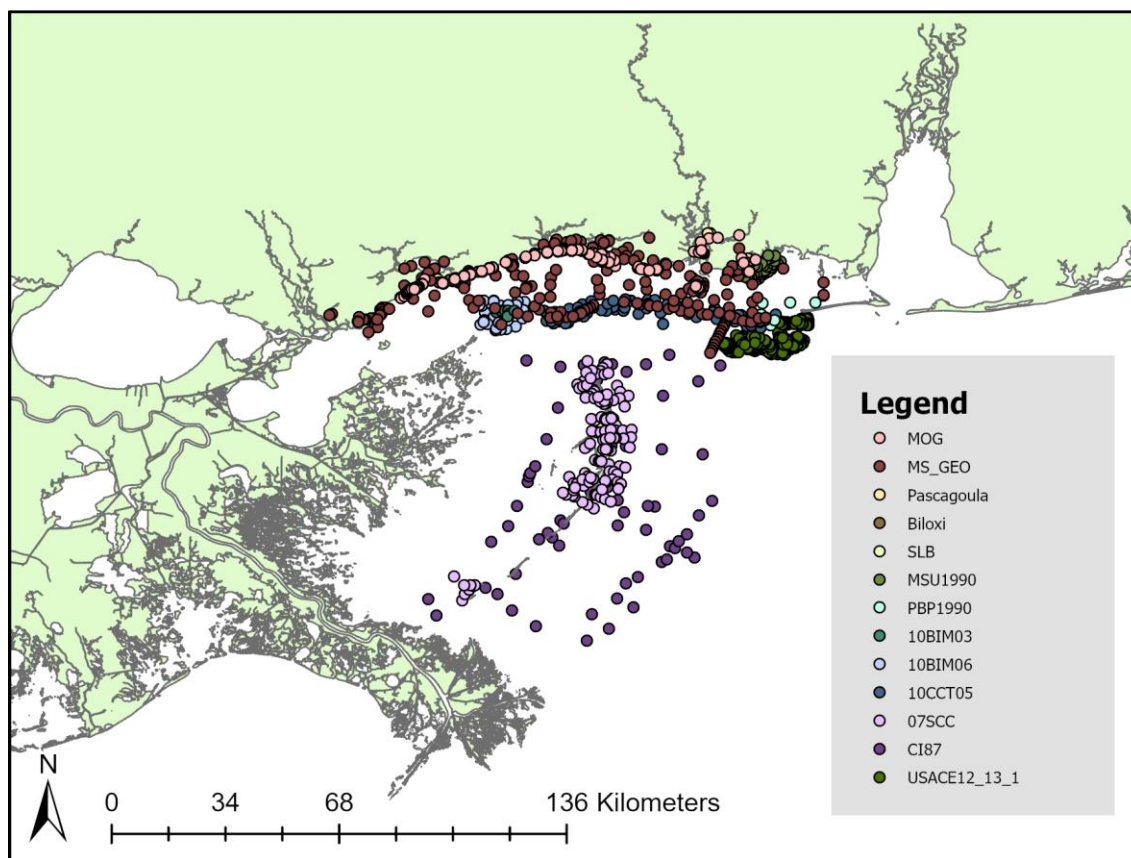 Legend
MOG
MS_GEO
Pascagoula
Biloxi
SLB
MSU1990
PBP1990
10BIM03
10BIM06
10CCT05
07SCC
CI87
USACE12_13_1
N
0 34 68 136 Kilometers